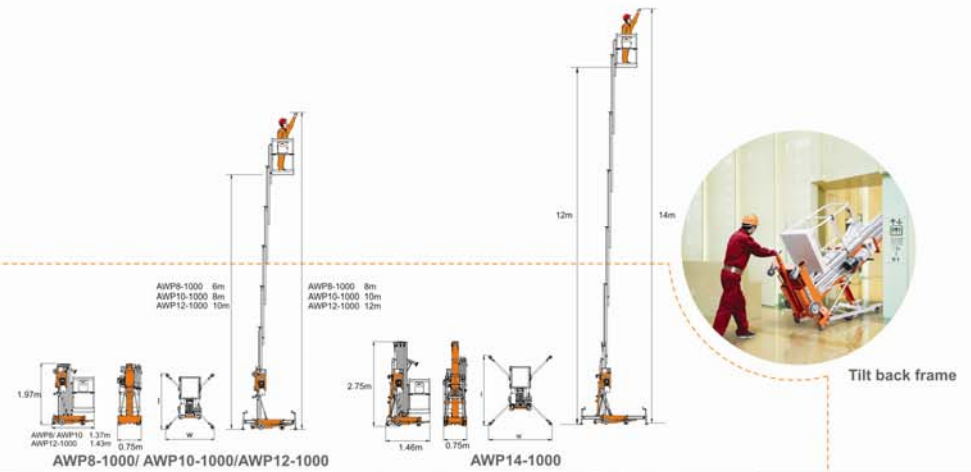 12m
14m
AWP8-1000 6m
AWP10-1000 8m
AWP12-1000 10m
AWP8-1000 8m
AWP10-1000 10m
AWP12-1000 12m
1.97m
2.75m
Tilt back frame
AWP8/ AWP10 1.37m
AWP12-1000 1.43m
0.75m
W
1.46m
0.75m
W
AWP8-1000/ AWP10-1000/AWP12-1000
AWP14-1000